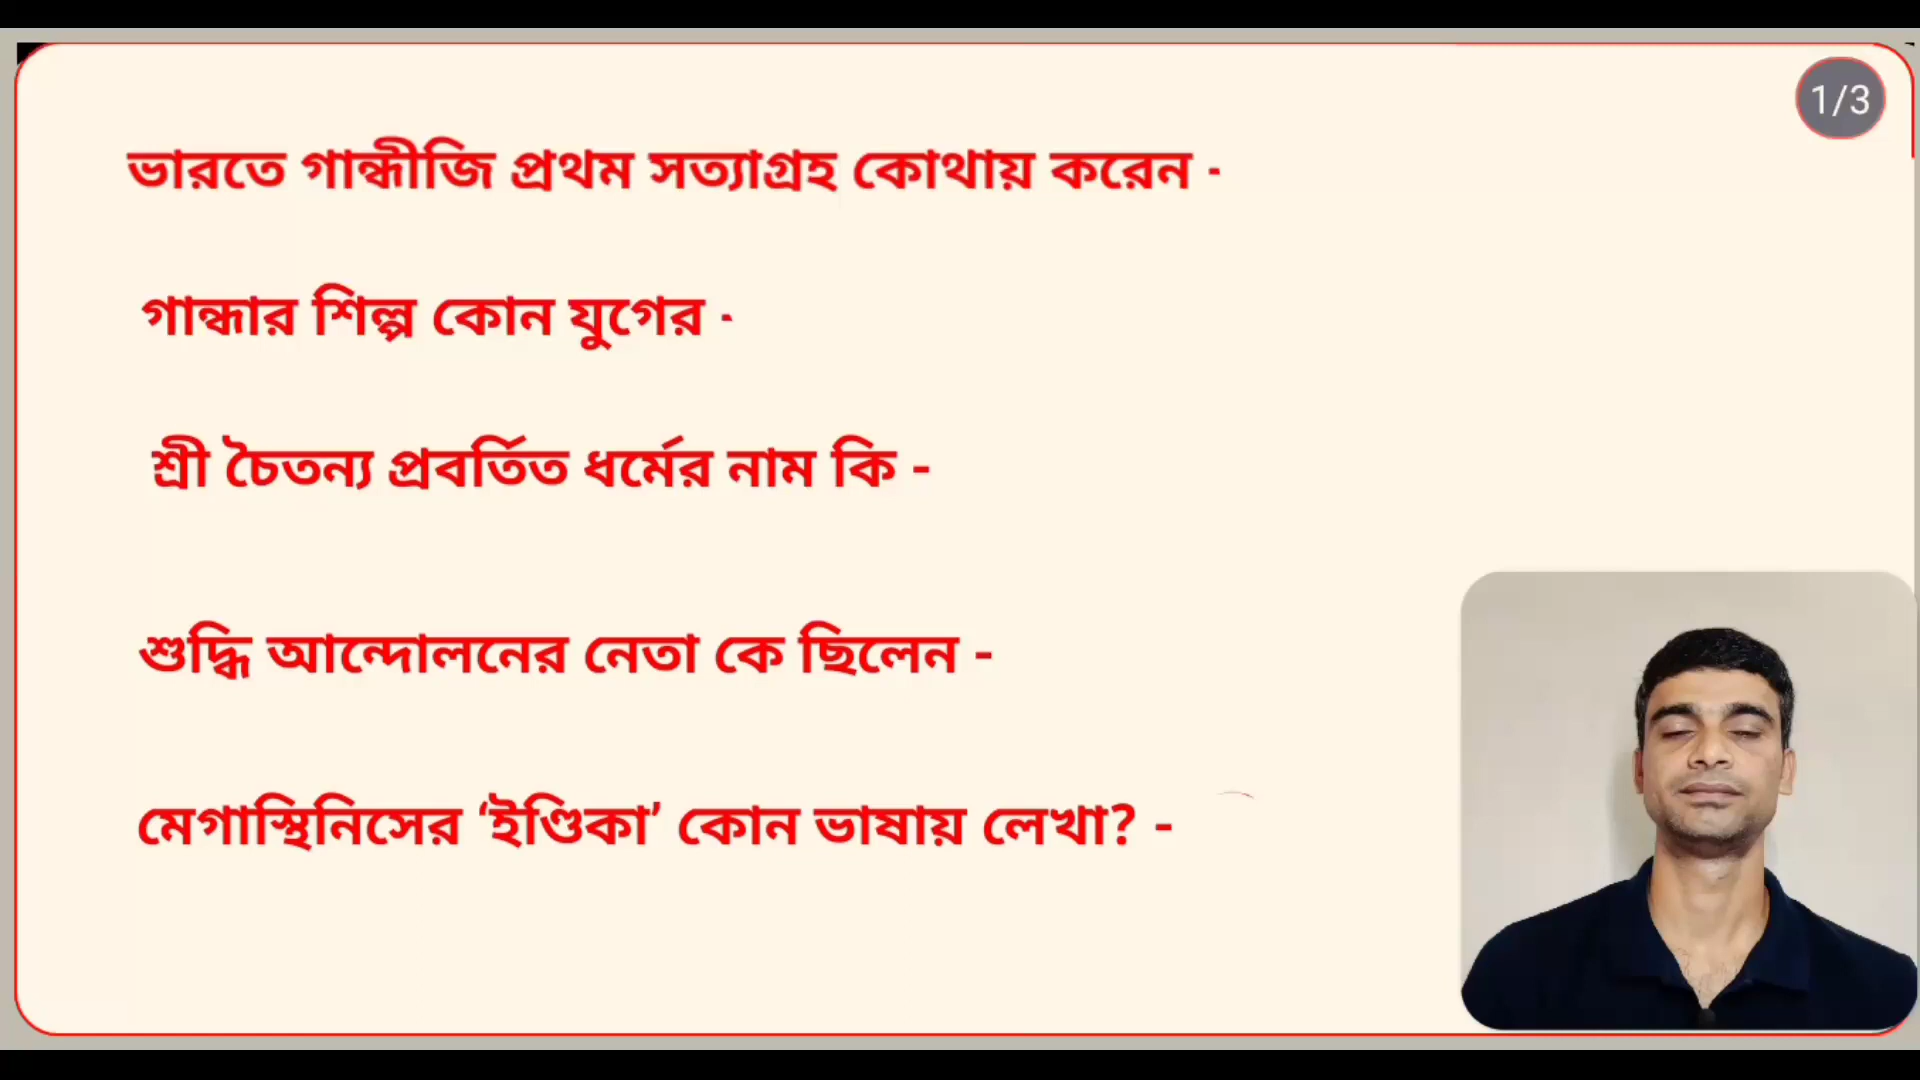 1/3
ভারতে গান্ধীজি প্রথম সত্যাগ্রহ কোথায় করেন -
গান্ধার শিল্প কোন যুগের -
শ্রী চৈতন্য প্রবর্তিত ধর্মের নাম কি -
শুদ্ধি আন্দোলনের নেতা কে ছিলেন -
মেগাস্থিনিসের ‘ইণ্ডিকা’ কোন ভাষায় লেখা? -